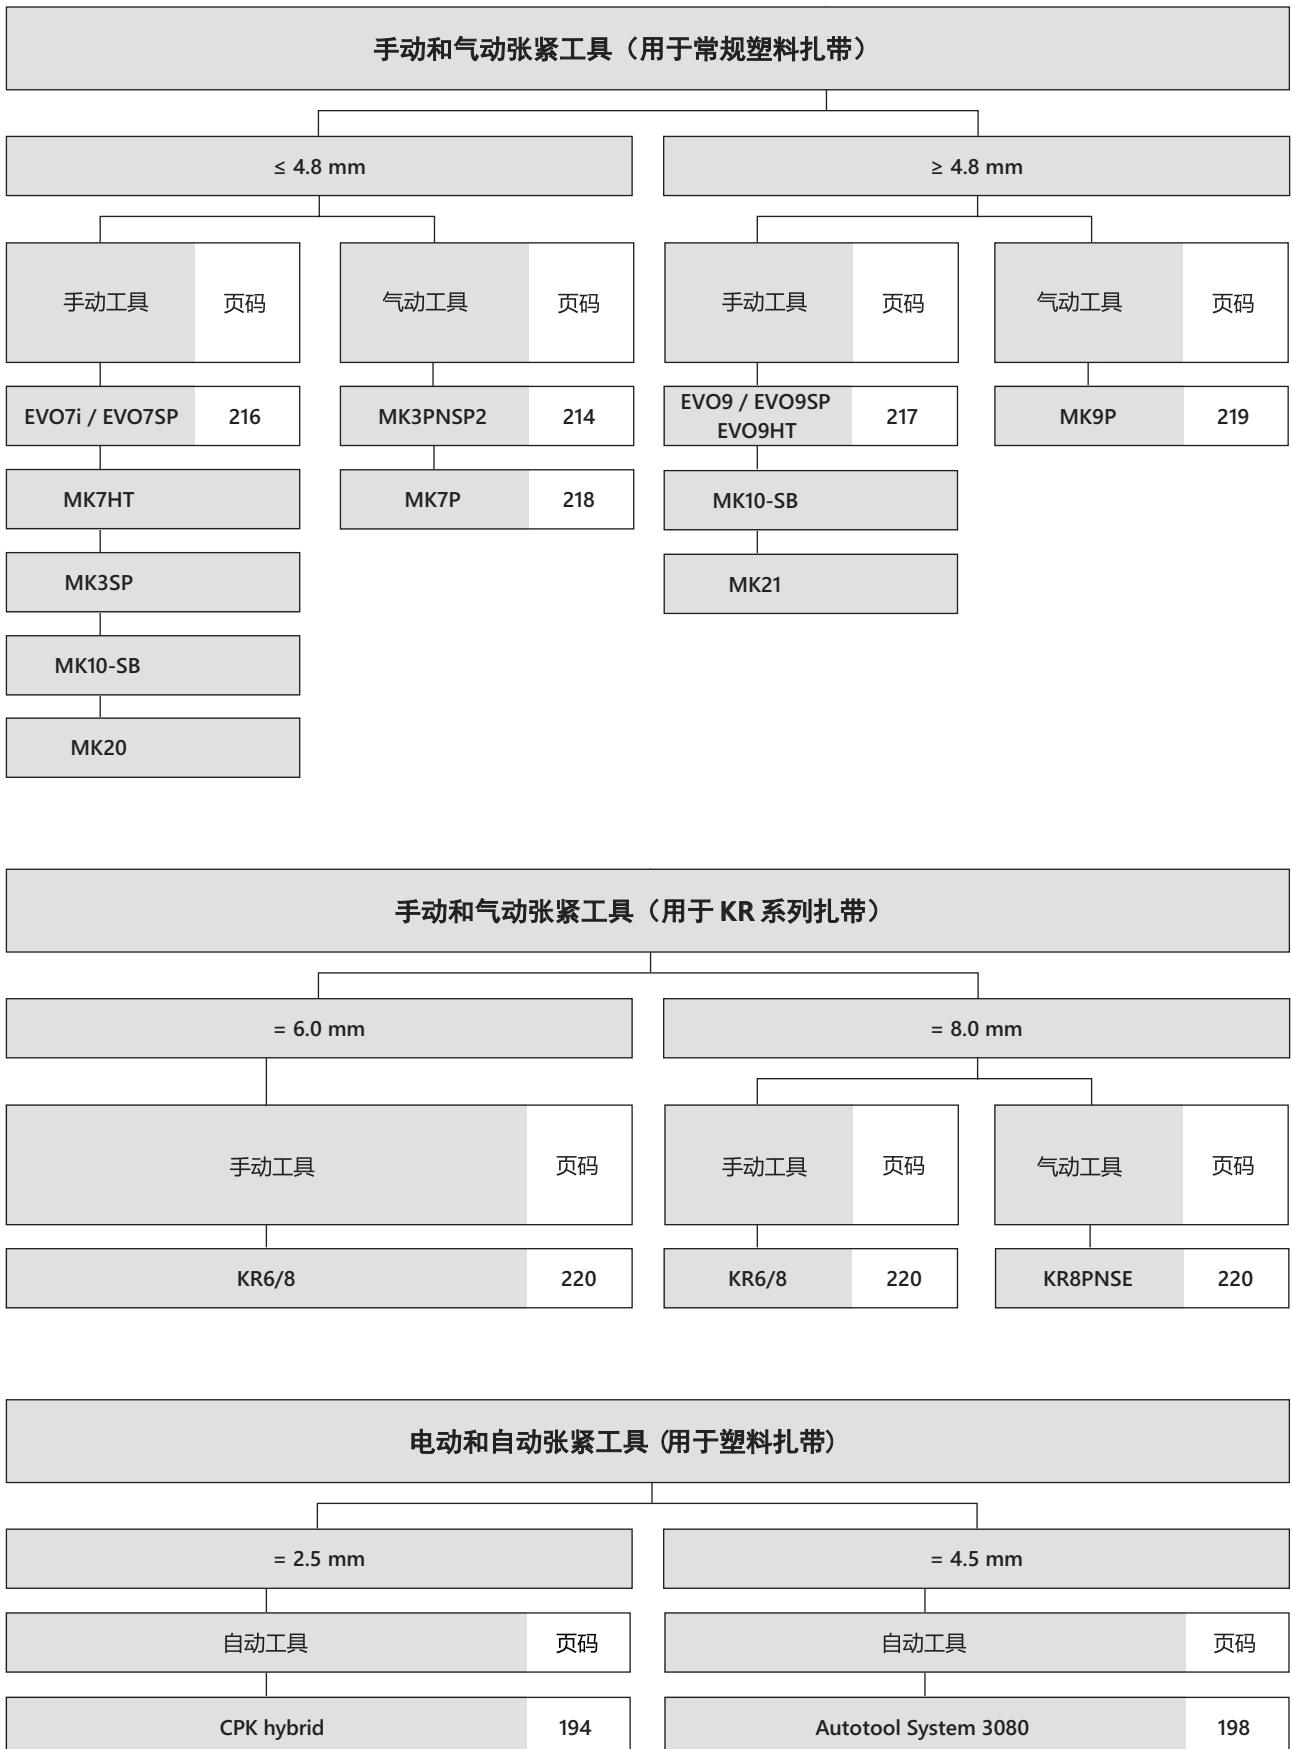 手动和气动张紧工具（用于常规塑料扎带）
≤ 4.8 mm
≥ 4.8 mm
手动工具 页码
气动工具 页码
手动工具 页码
气动工具 页码
EVO7i / EVO7SP 216
MK3PNSP2 214
EVO9 / EVO9SP
EVO9HT
217
MK9P 219
MK7HT
MK7P 218
MK10-SB
MK3SP
MK21
MK10-SB
MK20
手动和气动张紧工具（用于 KR 系列扎带）
= 6.0 mm
= 8.0 mm
手动工具 页码
手动工具 页码
气动工具 页码
KR6/8 220
KR6/8 220
KR8PNSE 220
电动和自动张紧工具 (用于塑料扎带)
= 2.5 mm
= 4.5 mm
自动工具 页码
自动工具 页码
CPK hybrid 194
Autotool System 3080 198